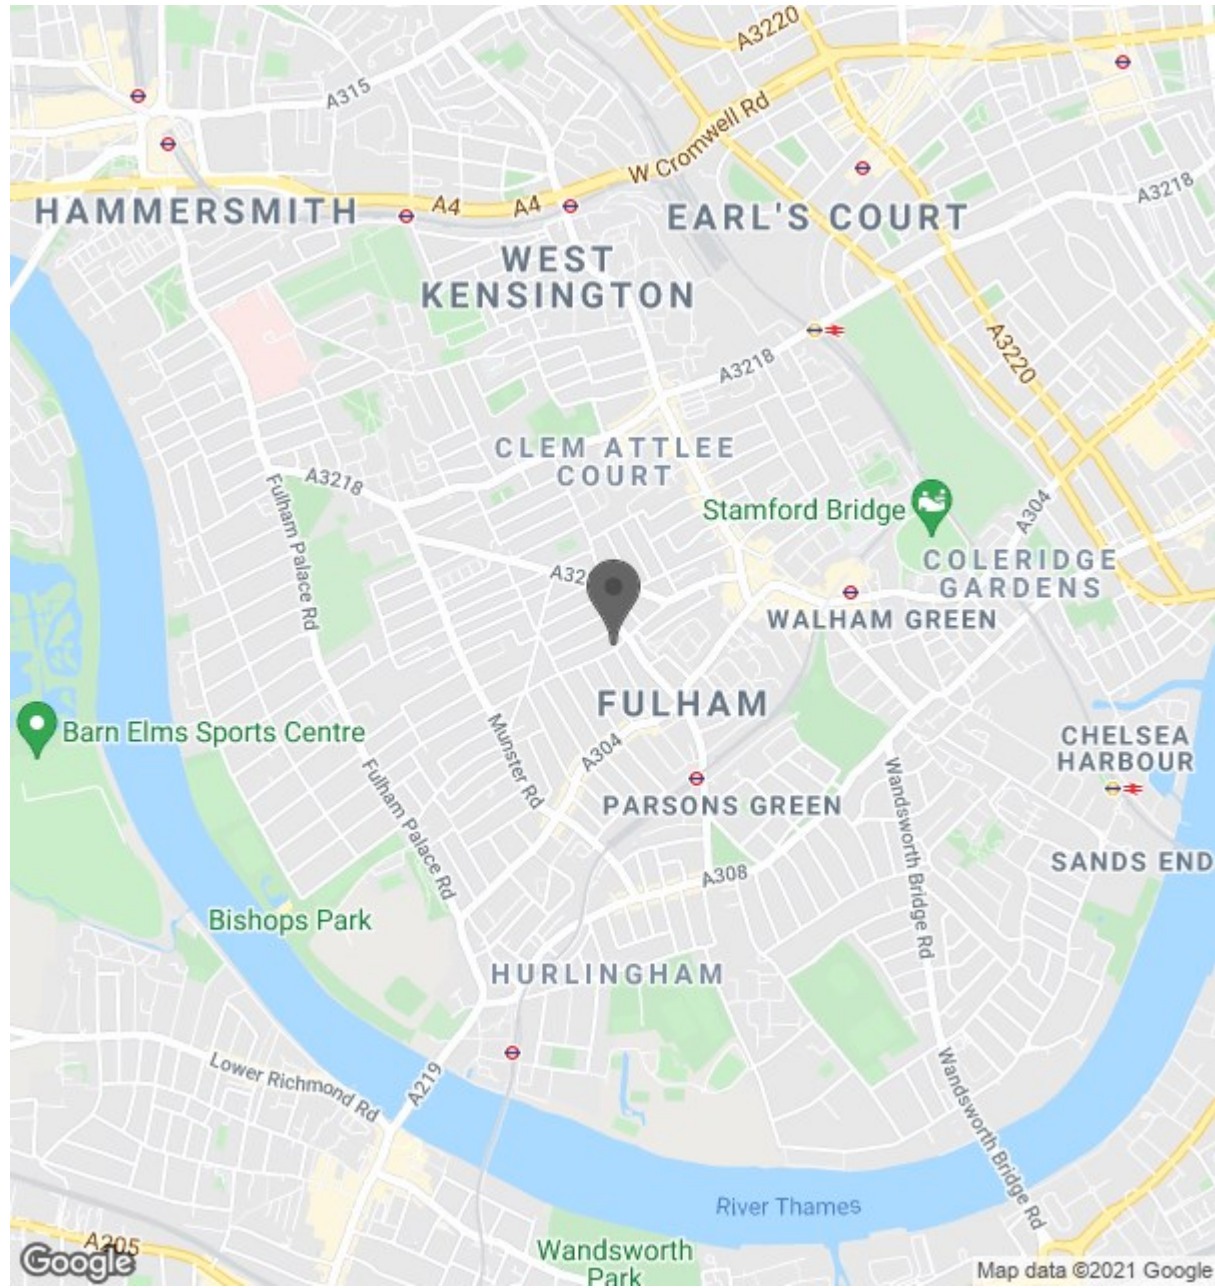 A3220
A315
W Cromwell Rd
A3218
HAMMERSMITH
A4
A4
EARL'S COURT
WEST
KENSINGTON
A3220
A3218
CLEM ATTLEE
COURT
A3218
Fulham Palace Rd
Stamford Bridge
A304
COLERIDGE
GARDENS
A32
WALHAM GREEN
FULHAM
Barn Elms Sports Centre
Munster Rd
A304
CHELSEA
HARBOUR
Fulham Palace Rd
PARSONS GREEN
Wandsworth Bridge Rd
A308
SANDS END
Bishops Park
HURLINGHAM
Lower Richmond Rd
A219
Wandsworth Bridge Rd
River Thames
A205
Wandsworth
Park
Google
Map data ©2021 Google